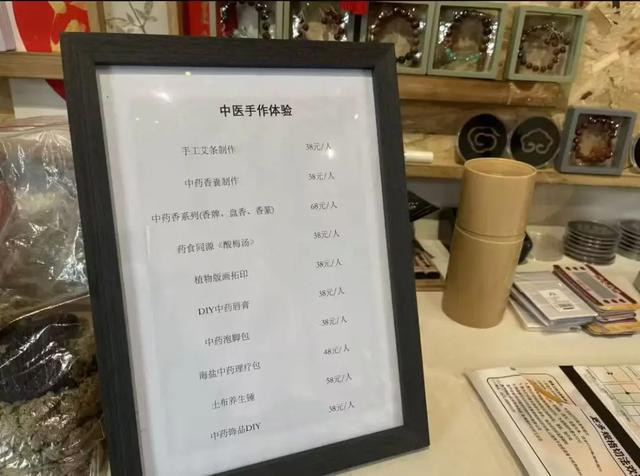 中医手作体验
手工艾条制作 38元/人
中药香囊制作 38元/人
中药香系列(香牌、盘香、香篆) 68元/人
药食同源《酸梅汤》 38元/人
植物版画拓印 38元/人
DIY中药唇膏 38元/人
中药泡脚包 38元/人
海盐中药理疗包 48元/人
土布养生锤 58元/人
中药饰品DIY 38元/人